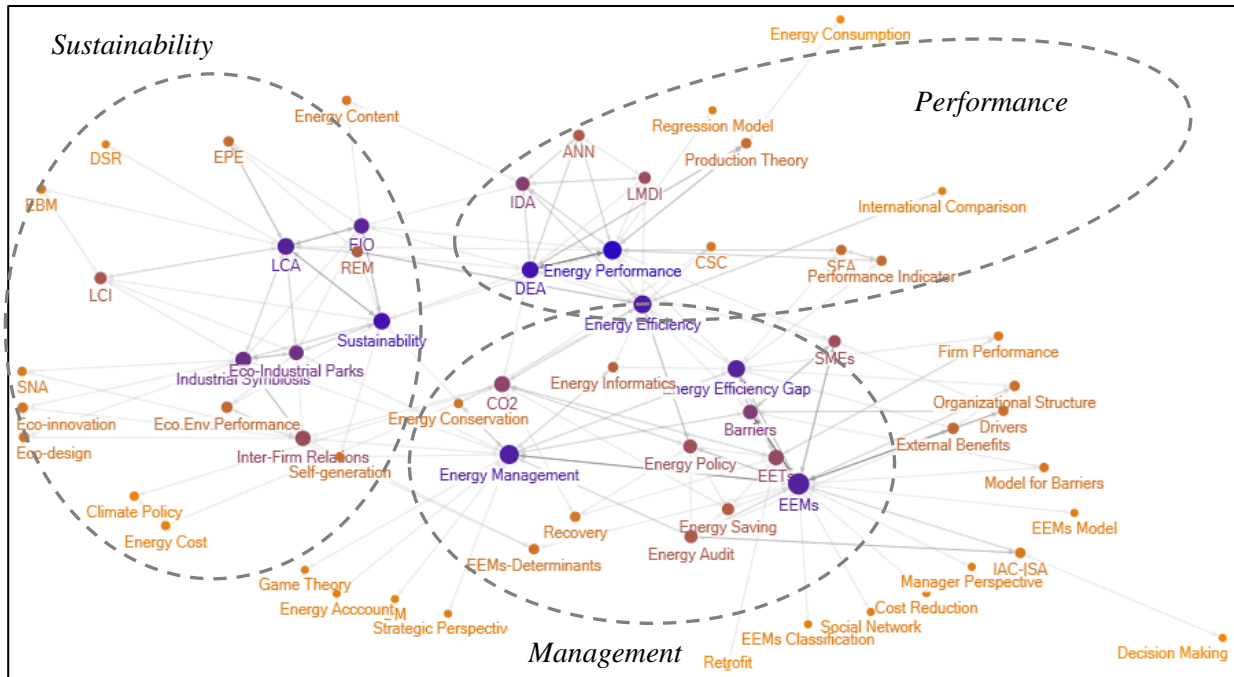 Sustainability
Energy Consumption
Performance
Energy Content
Regression Model
DSR
EPE
ANN
Production Theory
EBM
IDA
LMDI
International Comparison
EIO
LCA
REM
CSC
SFA
Energy Performance
Performance Indicator
LCI
DEA
Energy Efficiency
Sustainability
SMEs
Firm Performance
Eco-Industrial Parks
Industrial Symbiosis
SNA
Energy Informatics
Energy Efficiency Gap
CO2
Organizational Structure
Eco-innovation
Eco.Env.Performance
Energy Conservation
Barriers
Drivers
External Benefits
Eco-design
Inter-Firm Relations
Self-generation
Energy Management
Energy Policy
EETs
Model for Barriers
EEMs
Climate Policy
Energy Cost
Recovery
Energy Saving
EEMs Model
EEMs-Determinants
Energy Audit
IAC-ISA
Game Theory
Manager Perspective
Energy Acccount
Cost Reduction
Strategic Perspectiv
Social Network
EEMs Classification
Management
Retrofit
Decision Making